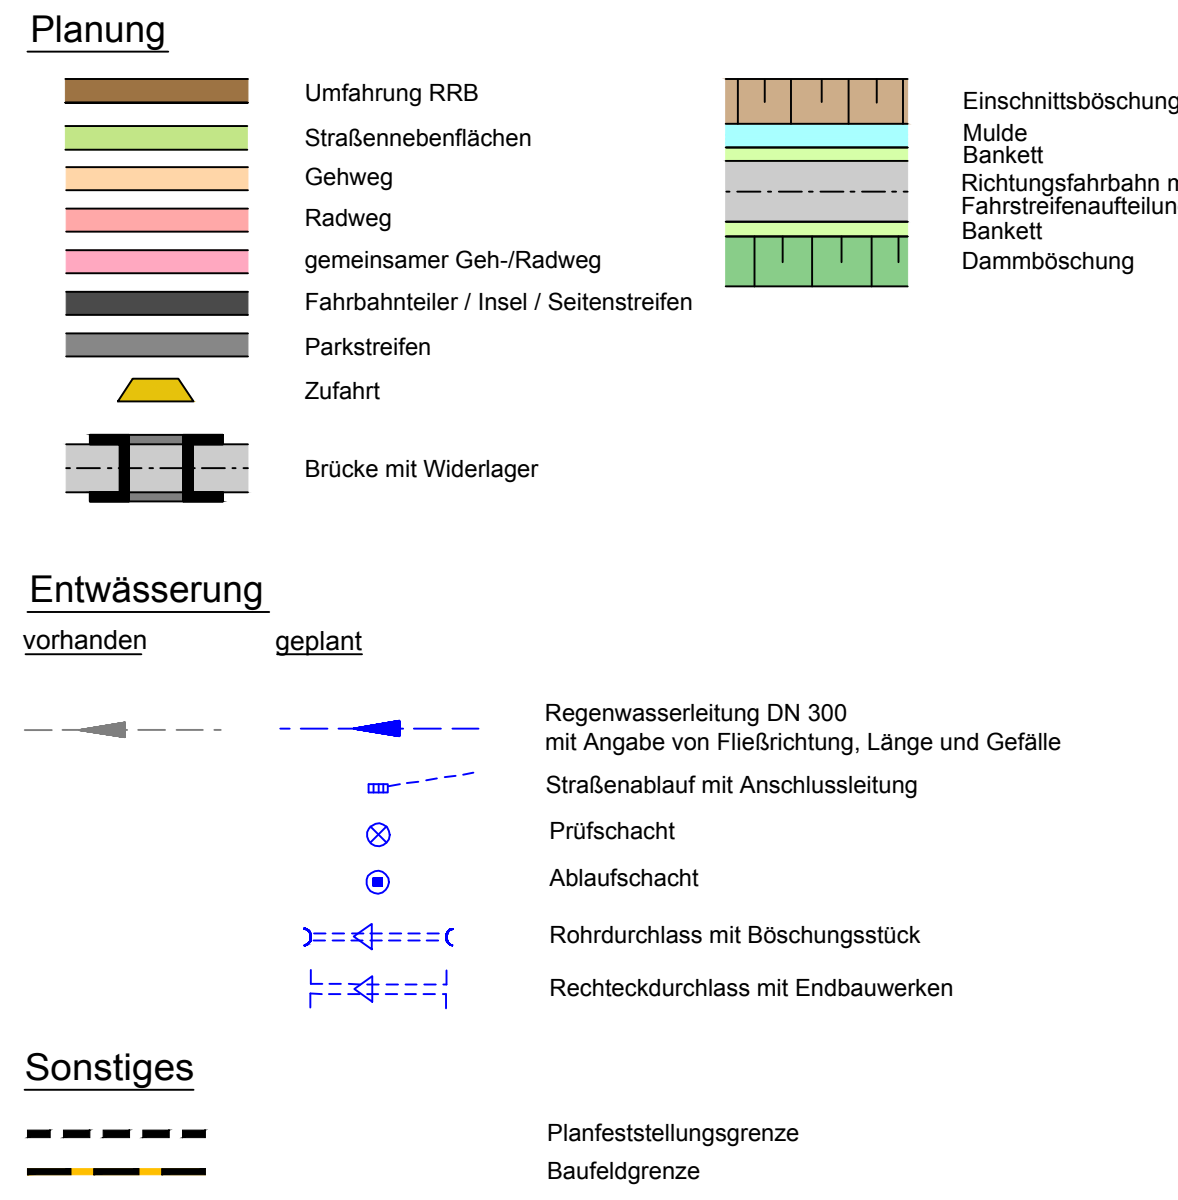 Planung
Umfahrung RRB
Straßennebenflächen
Gehweg
Radweg
gemeinsamer Geh-/Radweg
Fahrbahnteiler / Insel / Seitenstreifen
Parkstreifen
Zufahrt
Brücke mit Widerlager
Einschnittsböschung
Mulde
Bankett
Richtungsfahrbahn
Bankett
Dammböschung
Entwässerung
vorhanden
geplant
Regenwasserleitung DN 300
mit Angabe von Fließrichtung, Länge und Gefälle
Straßenablauf mit Anschlussleitung
Prüfschacht
Ablaufschacht
Rohrdurchlass mit Böschungsstück
Rechteckdurchlass mit Endbauwerken
Sonstiges
Planfeststellungsgrenze
Baufeldgrenze